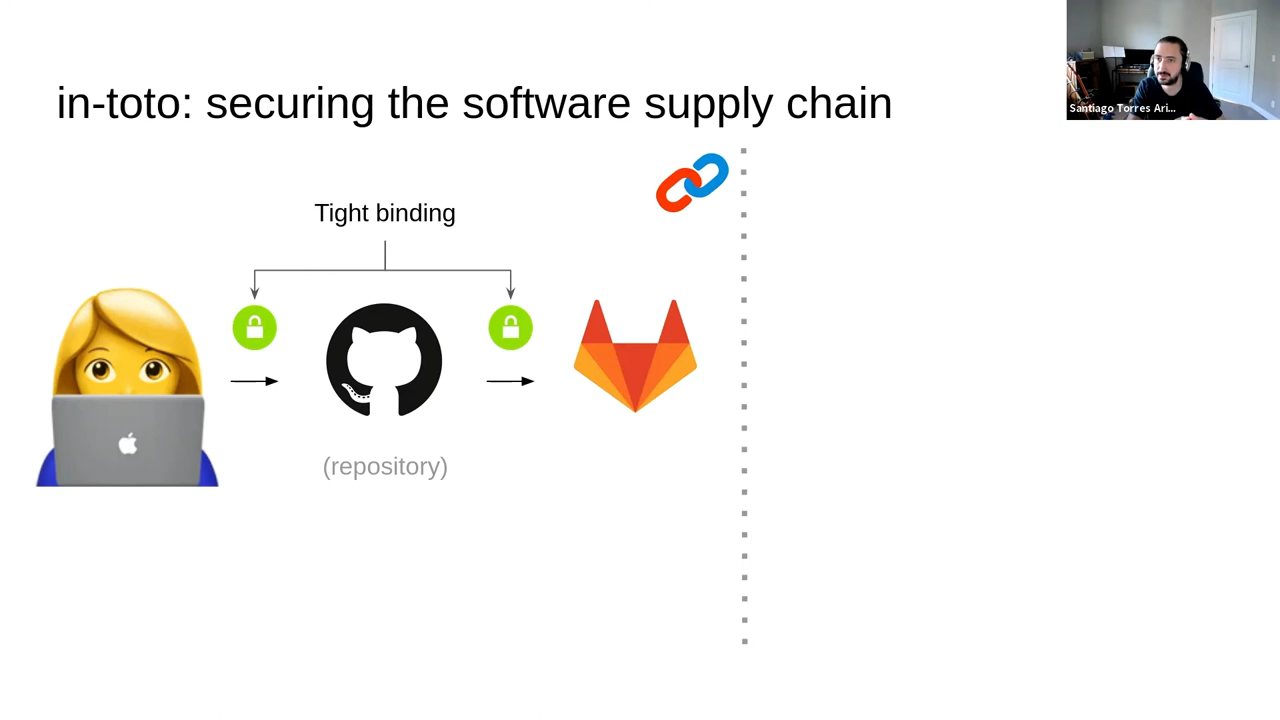 Santiago Torres Ari...
in-toto: securing the software supply chain
Tight binding
(repository)